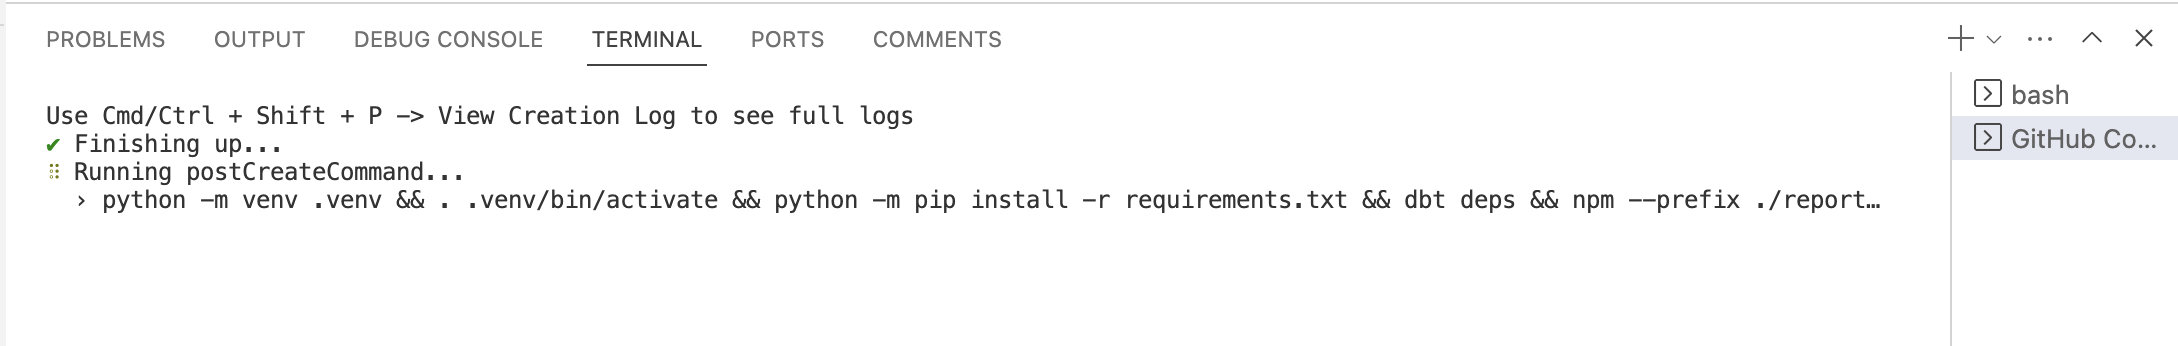 PROBLEMS OUTPUT DEBUG CONSOLE TERMINAL PORTS COMMENTS
Use Cmd/Ctrl + Shift + P -> View Creation Log to see full logs
✔ Finishing up...
⠿ Running postCreateCommand...
› python -m venv .venv && . .venv/bin/activate && python -m pip install -r requirements.txt && dbt deps && npm --prefix ./report…
bash
GitHub Co...